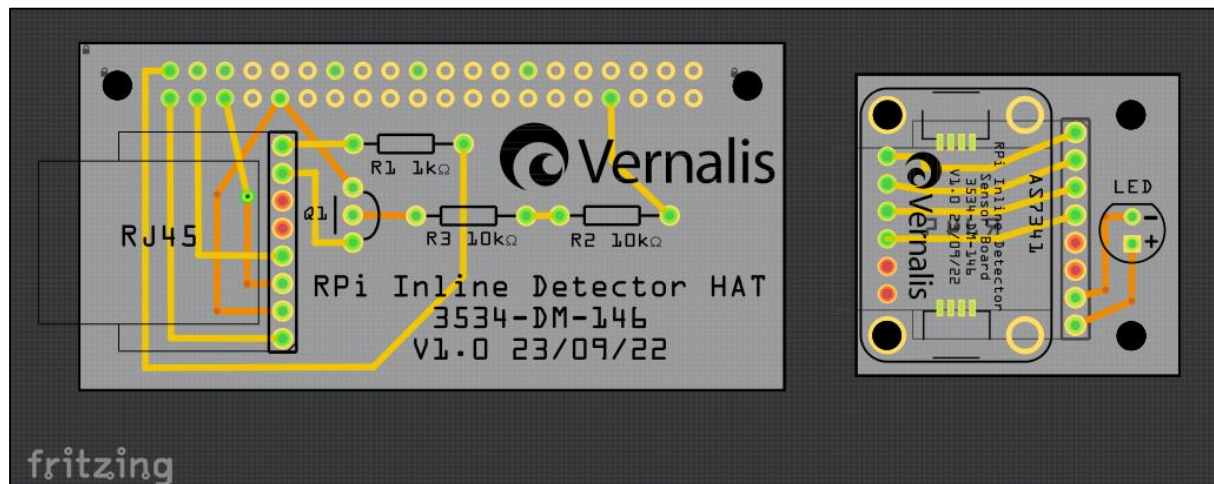 Vernalis
R1 1kΩ
Q1
R3 10kΩ
R2 10kΩ
RJ45
RPi Inline Detector HAT
3534-DM-146
V1.0 23/09/22
RPi Inline Detector
Sensor Board
3534-DM-146
V1.0 23/09/22
Vernalis
AS7341
LED
-
+
fritzing